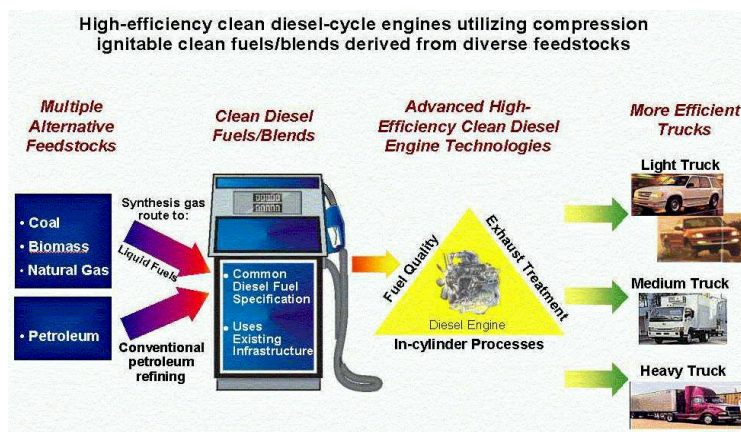 High-efficiency clean diesel-cycle engines utilizing compression
ignitable clean fuels/blends derived from diverse feedstocks
Multiple
Alternative
Feedstocks
Clean Diesel
Fuels/Blends
Advanced High-
Efficiency Clean Diesel
Engine Technologies
More Efficient
Trucks
• Coal
• Biomass
• Natural Gas
• Petroleum
Synthesis gas
route to:
Liquid Fuels
Conventional
petroleum
refining
00000
00000
• Common
Diesel Fuel
Specification
• Uses
Existing
Infrastructure
Fuel Quality
Exhaust Treatment
Diesel Engine
In-cylinder Processes
Light Truck
Medium Truck
Heavy Truck